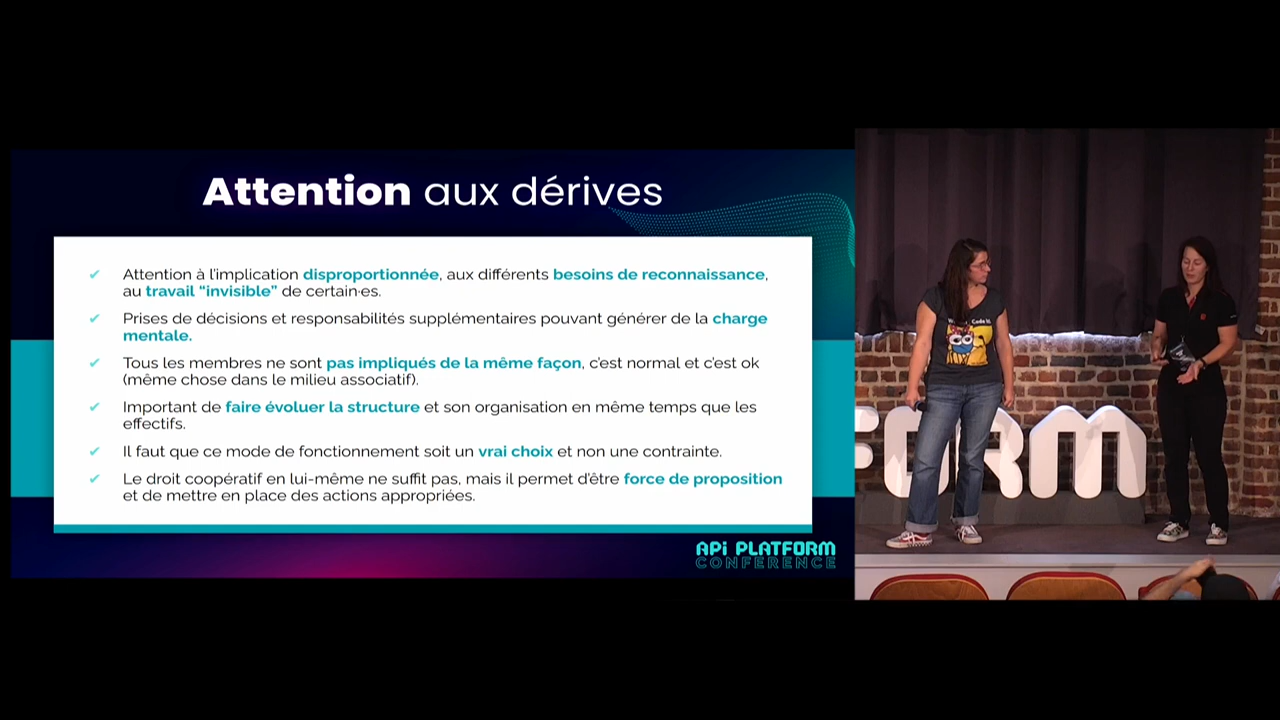 Attention aux dérives
✔ Attention à l'implication disproportionnée, aux différents besoins de reconnaissance,
au travail “invisible” de certain·es.
✔ Prises de décisions et responsabilités supplémentaires pouvant générer de la charge
mentale.
✔ Tous les membres ne sont pas impliqués de la même façon, c'est normal et c'est ok
(même chose dans le milieu associatif).
✔ Important de faire évoluer la structure et son organisation en même temps que les
effectifs.
✔ Il faut que ce mode de fonctionnement soit un vrai choix et non une contrainte.
✔ Le droit coopératif en lui-même ne suffit pas, mais il permet d'être force de proposition
et de mettre en place des actions appropriées.
APi PLATFORM
CONFERENCE
Code
FORM